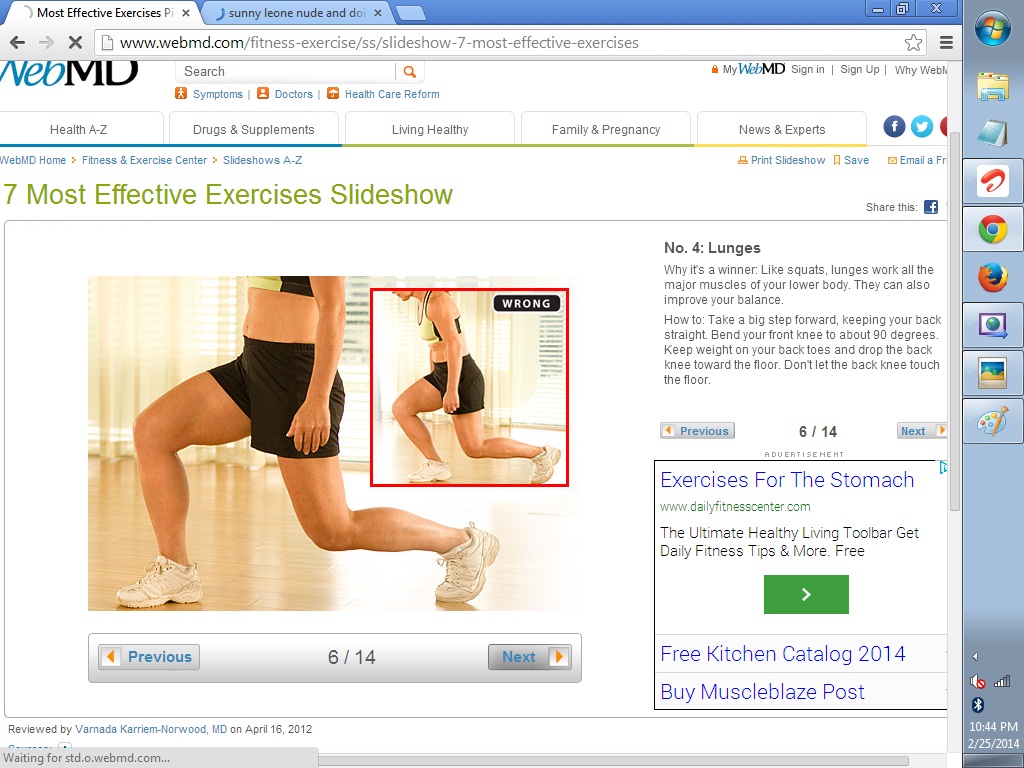 7 Most Effective Exercises Pi
sunny leone nude and doi
www.webmd.com/fitness-exercise/ss/slideshow-7-most-effective-exercises
WebMD
Search
My WebMD Sign in | Sign Up | Why WebM
Symptoms | Doctors | Health Care Reform
Health A-Z
Drugs & Supplements
Living Healthy
Family & Pregnancy
News & Experts
WebMD Home Fitness & Exercise Center Slideshows A-Z
Print Slideshow Save Email a Fr
7 Most Effective Exercises Slideshow
Share this:
WRONG
No. 4: Lunges
Why it's a winner: Like squats, lunges work all the
major muscles of your lower body. They can also
improve your balance.
How to: Take a big step forward, keeping your back
straight. Bend your front knee to about 90 degrees.
Keep weight on your back toes and drop the back
knee toward the floor. Don't let the back knee touch
the floor.
Previous 6 / 14 Next
ADVERTISEMENT
Exercises For The Stomach
www.dailyfitnesscenter.com
The Ultimate Healthy Living Toolbar Get
Daily Fitness Tips & More. Free
Free Kitchen Catalog 2014
Buy Muscleblaze Post
Previous 6 / 14 Next
Reviewed by Varnada Karriem-Norwood, MD on April 16, 2012
Waiting for std.o.webmd.com...
10:44 PM
2/25/2014